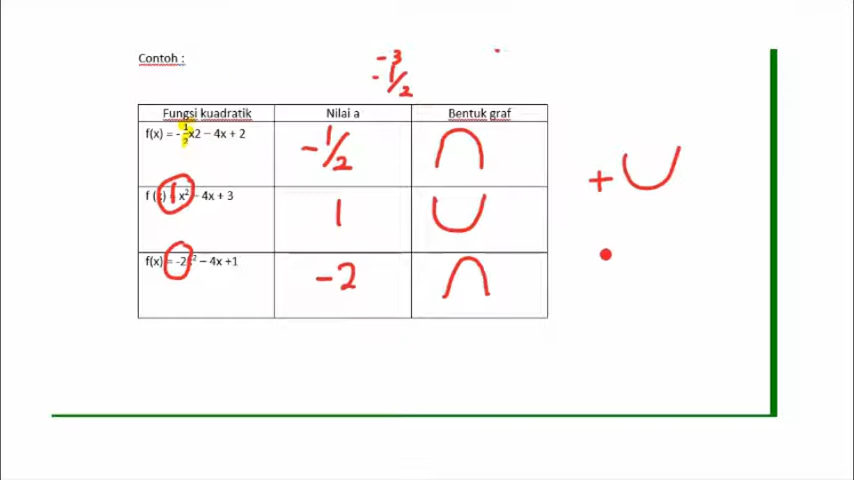 Contoh :
-3
-1/2
Fungsi kuadratik Nilai a Bentuk graf
f(x) = -1/2x2 – 4x + 2 -1/2
f (x) = 1 x² – 4x + 3 1
f(x) = -2x² – 4x +1 -2
+